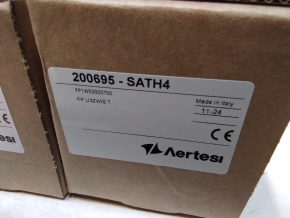 200695 - SATH4
Made in Italy
11-24
CE
Aertesi